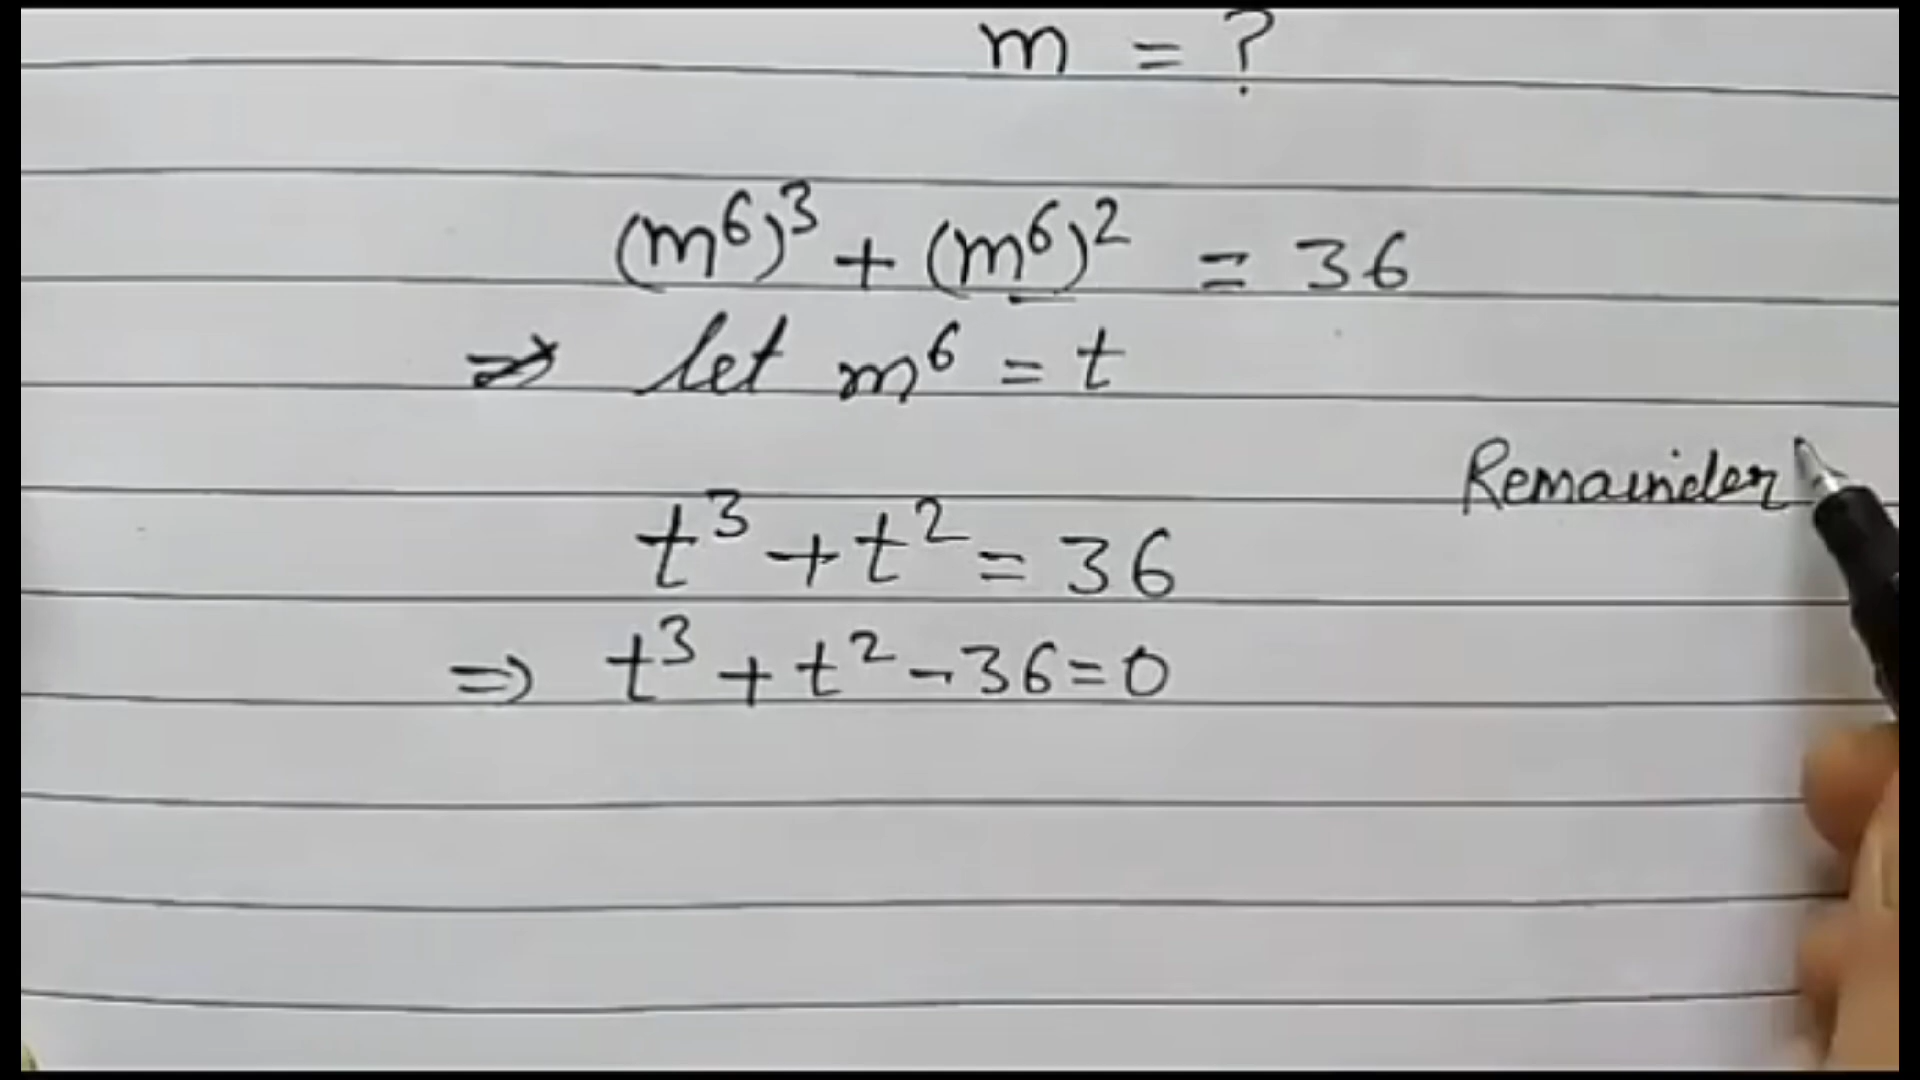 m = ?
(m⁶)³ + (m⁶)² = 36
⇒ let m⁶ = t
Remainder
t³ + t² = 36
⇒ t³ + t² - 36 = 0